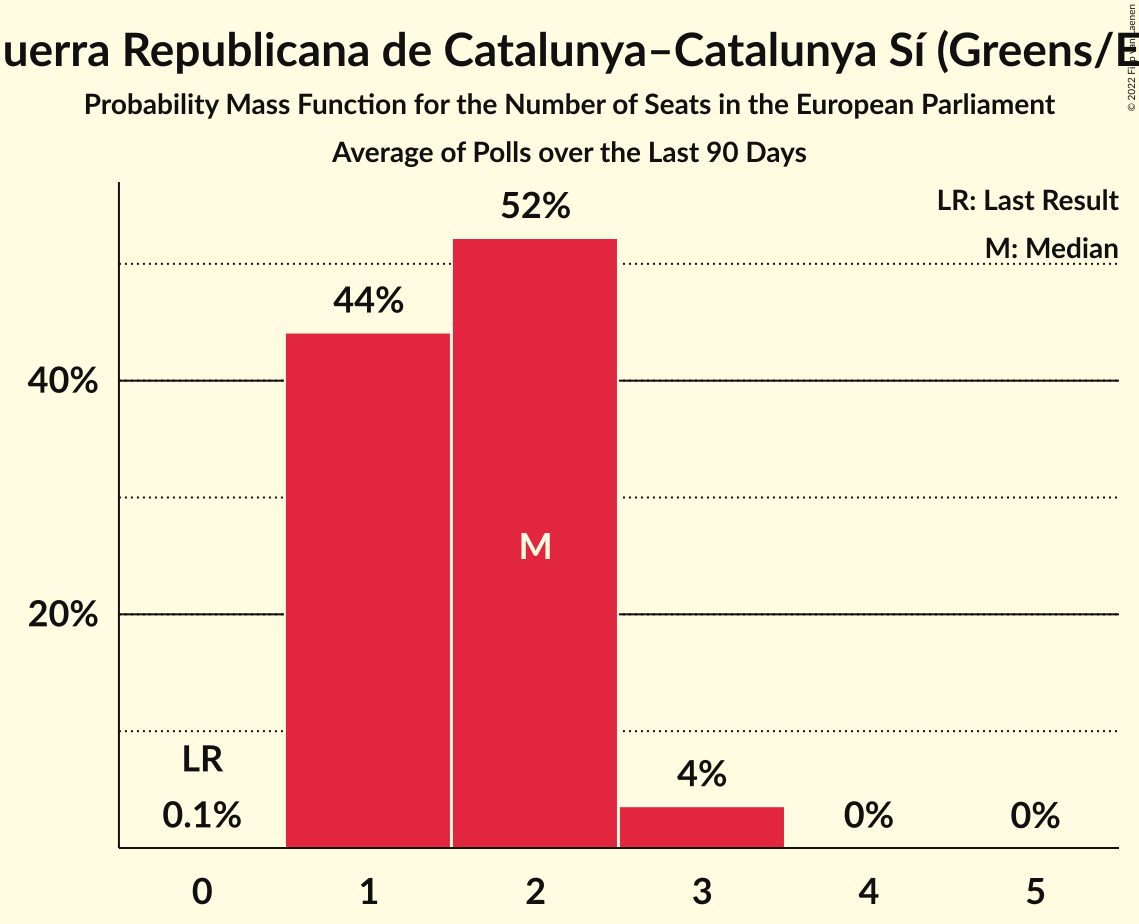 uerra Republicana de Catalunya–Catalunya Sí (Greens/E
Probability Mass Function for the Number of Seats in the European Parliament
Average of Polls over the Last 90 Days
LR: Last Result
M: Median
52%
44%
40%
M
20%
LR
4%
0.1%
0%
0%
0
1
2
3
4
5
© 2022